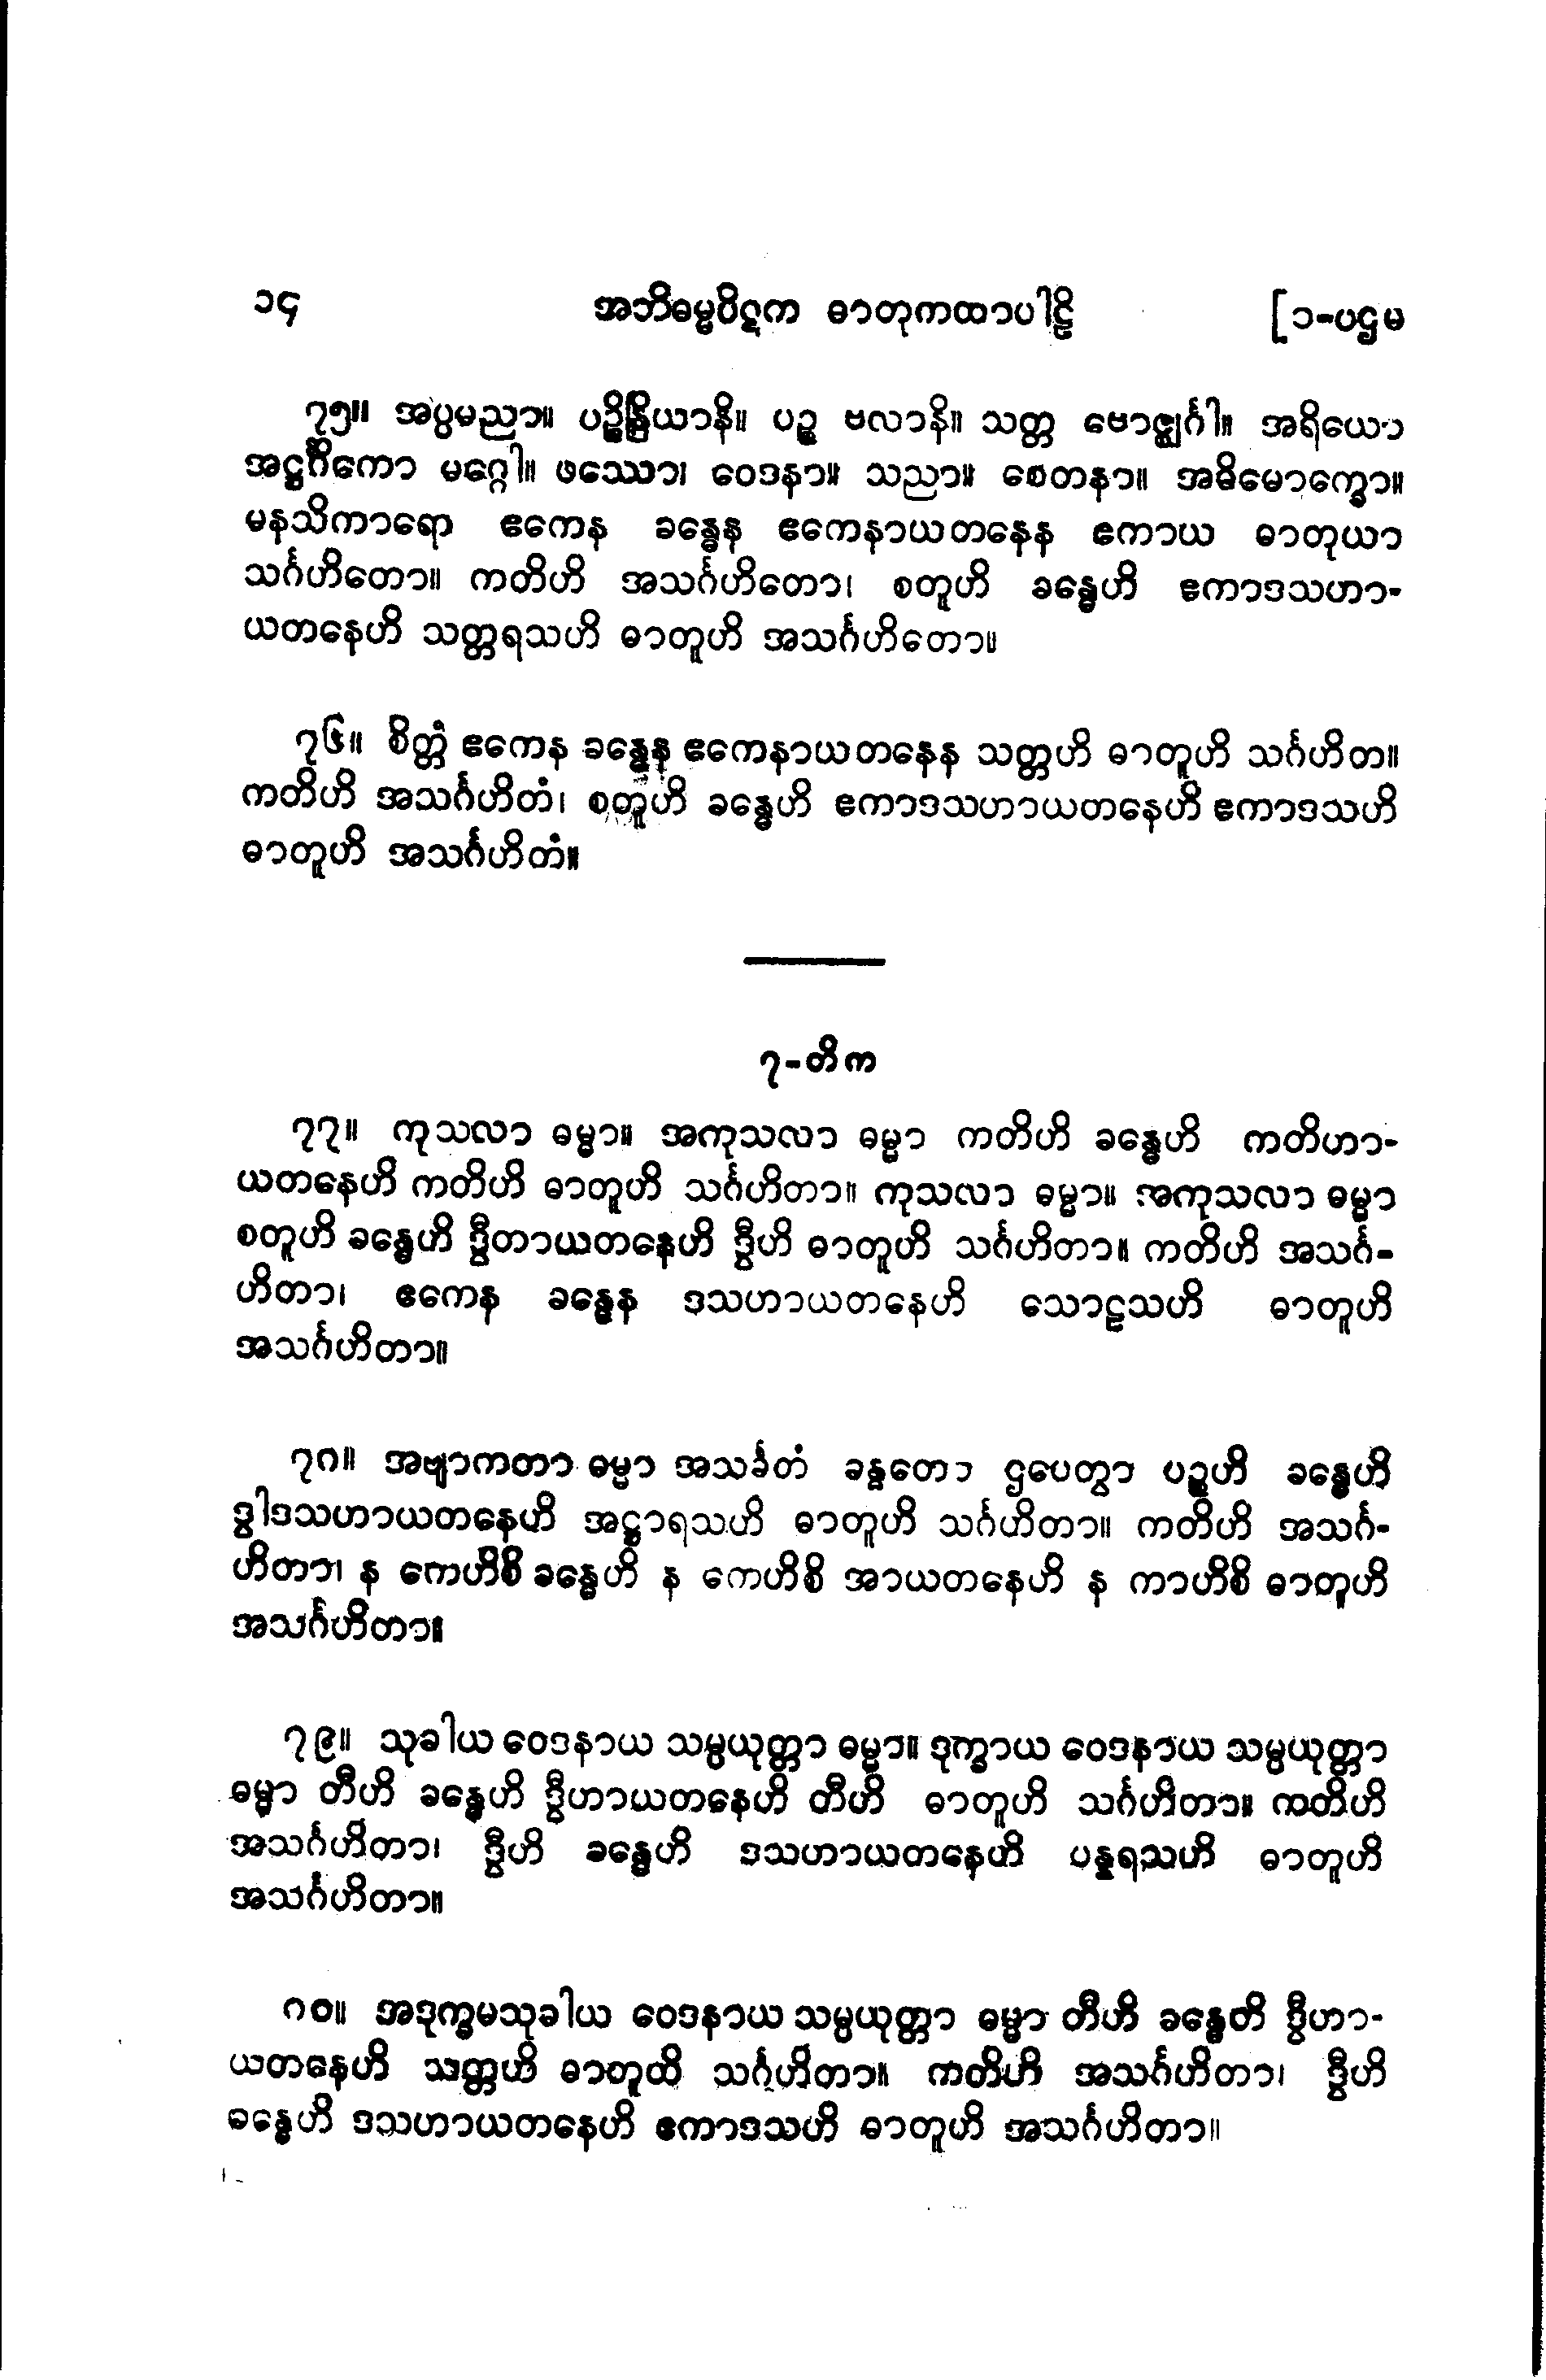 ၁၄ အဘိဓမ္မပိဋက ဓာတုကထာပါဠိ [၁-ပဌမ
၇၅။ အပ္ပမညာ။ ပဉ္စိန္ဒြိယာနိ။ ပဉ္စ ဗလာနိ။ သတ္တ ဗောဇ္ဈင်္ဂါ။ အရိယော
အဋ္ဌင်္ဂိကော မဂ္ဂေါ။ ဖဿော၊ ဝေဒနာ။ သညာ။ စေတနာ။ အဓိမောက္ခော။
မနသိကာရော ဧကေန ခန္ဓေန ဧကေနာယတနေန ဧကာယ ဓာတုယာ
သင်္ဂဟိတော။ ကတိဟိ အသင်္ဂဟိတော၊ စတူဟိ ခန္ဓေဟိ ဧကာဒသဟာ-
ယတနေဟိ သတ္တရသဟိ ဓာတူဟိ အသင်္ဂဟိတော။
၇၆။ စိတ္တံ ဧကေန ခန္ဓေန ဧကေနာယတနေန သတ္တဟိ ဓာတူဟိ သင်္ဂဟိတ။
ကတိဟိ အသင်္ဂဟိတံ၊ စတူဟိ ခန္ဓေဟိ ဧကာဒသဟာယတနေဟိ ဧကာဒသဟိ
ဓာတူဟိ အသင်္ဂဟိတံ။
၇-တိက
၇၇။ ကုသလာ ဓမ္မာ။ အကုသလာ ဓမ္မာ ကတိဟိ ခန္ဓေဟိ ကတိဟာ-
ယတနေဟိ ကတိဟိ ဓာတူဟိ သင်္ဂဟိတာ။ ကုသလာ ဓမ္မာ။ အကုသလာ ဓမ္မာ
စတူဟိ ခန္ဓေဟိ ဒွီတာယတနေဟိ ဒွီဟိ ဓာတူဟိ သင်္ဂဟိတာ။ ကတိဟိ အသင်္ဂ-
ဟိတာ၊ ဧကေန ခန္ဓေန ဒသဟာယတနေဟိ သောဠသဟိ ဓာတူဟိ
အသင်္ဂဟိတာ။
၇၈။ အဗျာကတာ ဓမ္မာ အသင်္ခတံ ခန္ဓတော ဌပေတွာ ပဉ္စဟိ ခန္ဓေဟိ
ဒွါဒသဟာယတနေဟိ အဋ္ဌာရသဟိ ဓာတူဟိ သင်္ဂဟိတာ။ ကတိဟိ အသင်္ဂ-
ဟိတာ၊ န ကေဟိစိ ခန္ဓေဟိ န ကေဟိစိ အာယတနေဟိ န ကာဟိစိ ဓာတူဟိ
အသင်္ဂဟိတာ။
၇၉။ သုခါယ ဝေဒနာယ သမ္ပယုတ္တာ ဓမ္မာ။ ဒုက္ခာယ ဝေဒနာယ သမ္ပယုတ္တာ
ဓမ္မာ တီဟိ ခန္ဓေဟိ ဒွီဟာယတနေဟိ တီဟိ ဓာတူဟိ သင်္ဂဟိတာ။ ကတိဟိ
အသင်္ဂဟိတာ၊ ဒွီဟိ ခန္ဓေဟိ ဒသဟာယတနေဟိ ပန္နရသဟိ ဓာတူဟိ
အသင်္ဂဟိတာ။
၈၀။ အဒုက္ခမသုခါယ ဝေဒနာယ သမ္ပယုတ္တာ ဓမ္မာ တီဟိ ခန္ဓေတိ ဒွီဟာ-
ယတနေဟိ သတ္တဟိ ဓာတူထိ သင်္ဂဟိတာ။ ကတိဟိ အသင်္ဂဟိတာ၊ ဒွီဟိ
ခန္ဓေဟိ ဒသဟာယတနေဟိ ဧကာဒသဟိ ဓာတူဟိ အသင်္ဂဟိတာ။